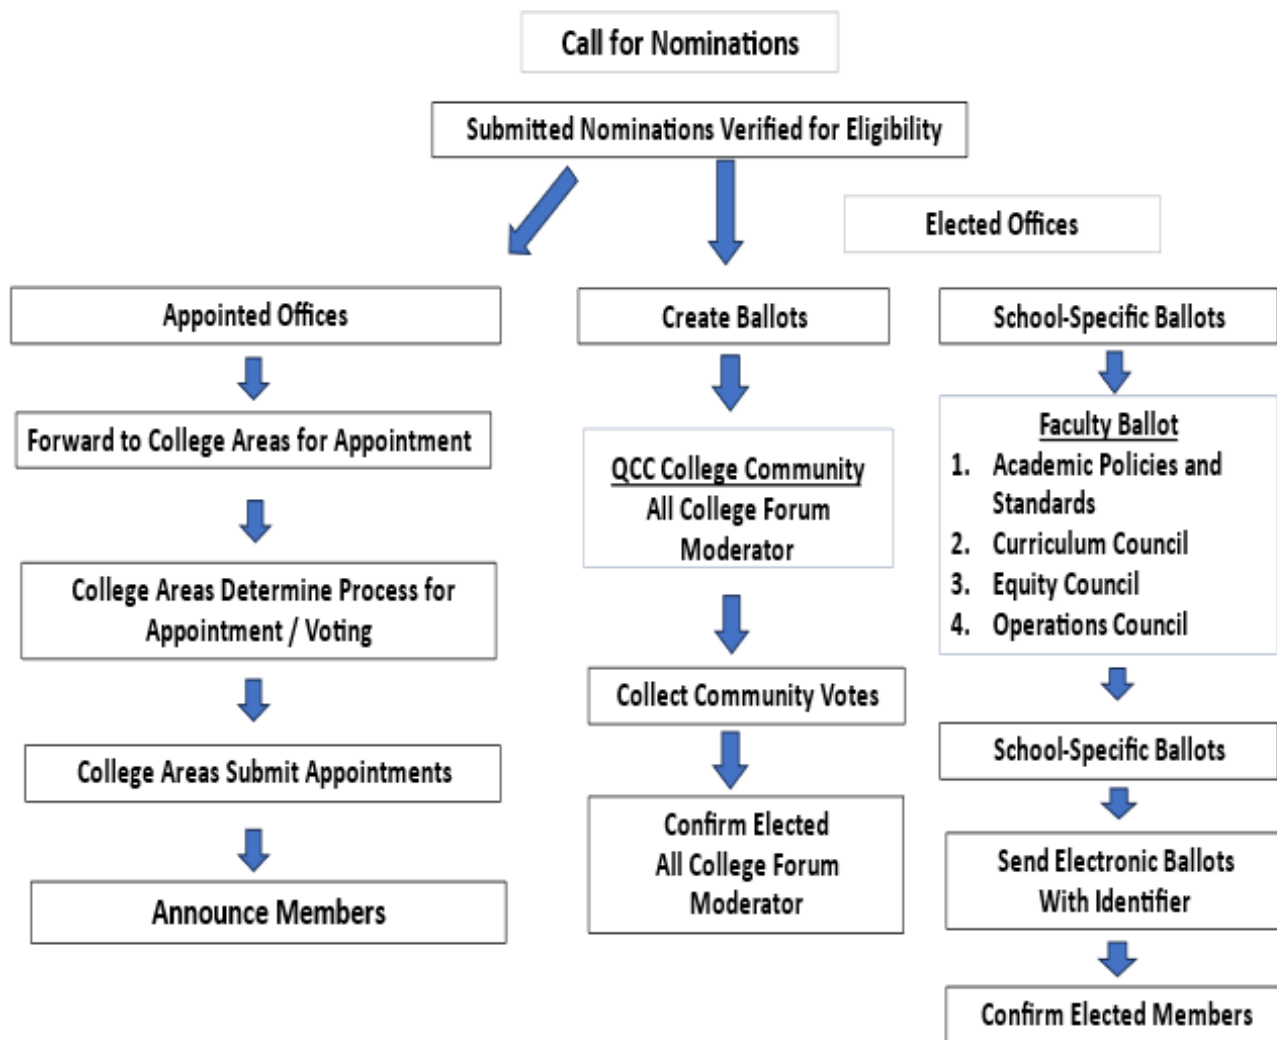 Call for Nominations
Submitted Nominations Verified for Eligibility
Elected Offices
Appointed Offices
Forward to College Areas for Appointment
College Areas Determine Process for
Appointment / Voting
College Areas Submit Appointments
Announce Members
Create Ballots
QCC College Community
All College Forum
Moderator
Collect Community Votes
Confirm Elected
All College Forum
Moderator
School-Specific Ballots
Faculty Ballot
1. Academic Policies and
Standards
2. Curriculum Council
3. Equity Council
4. Operations Council
School-Specific Ballots
Send Electronic Ballots
With Identifier
Confirm Elected Members